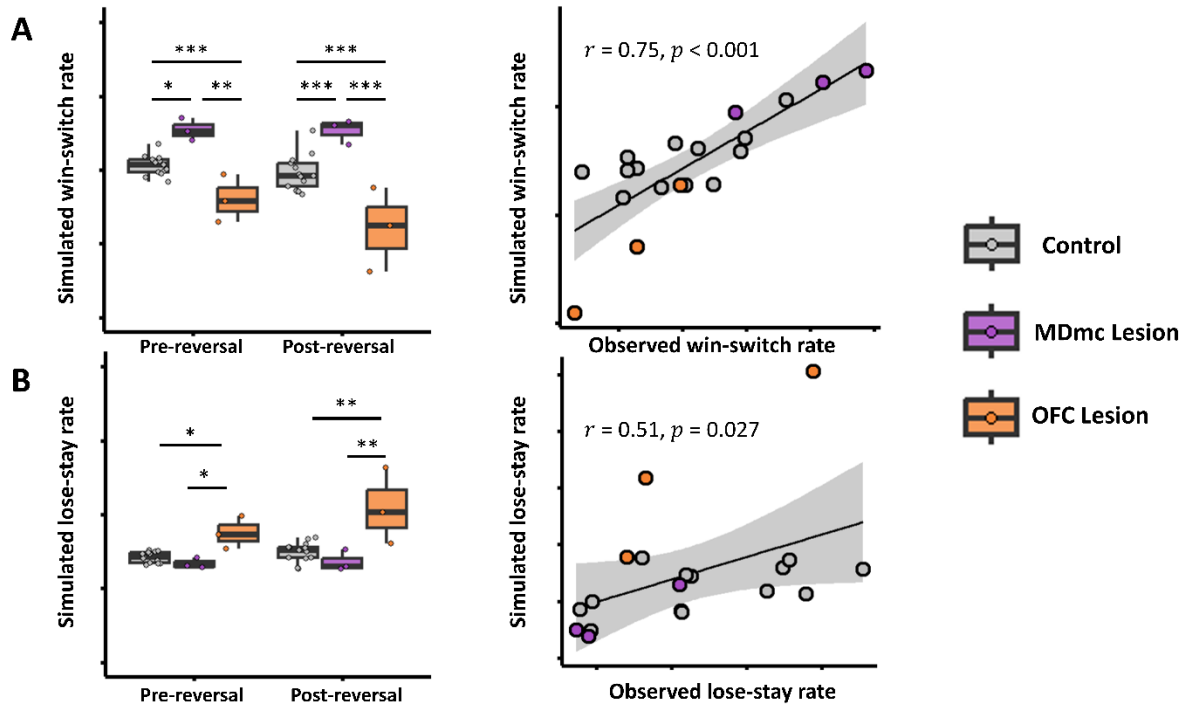 A
Simulated win-switch rate
***
***
* **
*** ***
Pre-reversal Post-reversal
Simulated win-switch rate
r = 0.75, p < 0.001
Observed win-switch rate
Control
MDmc Lesion
OFC Lesion
B
Simulated lose-stay rate
*
*
**
**
Pre-reversal Post-reversal
Simulated lose-stay rate
r = 0.51, p = 0.027
Observed lose-stay rate